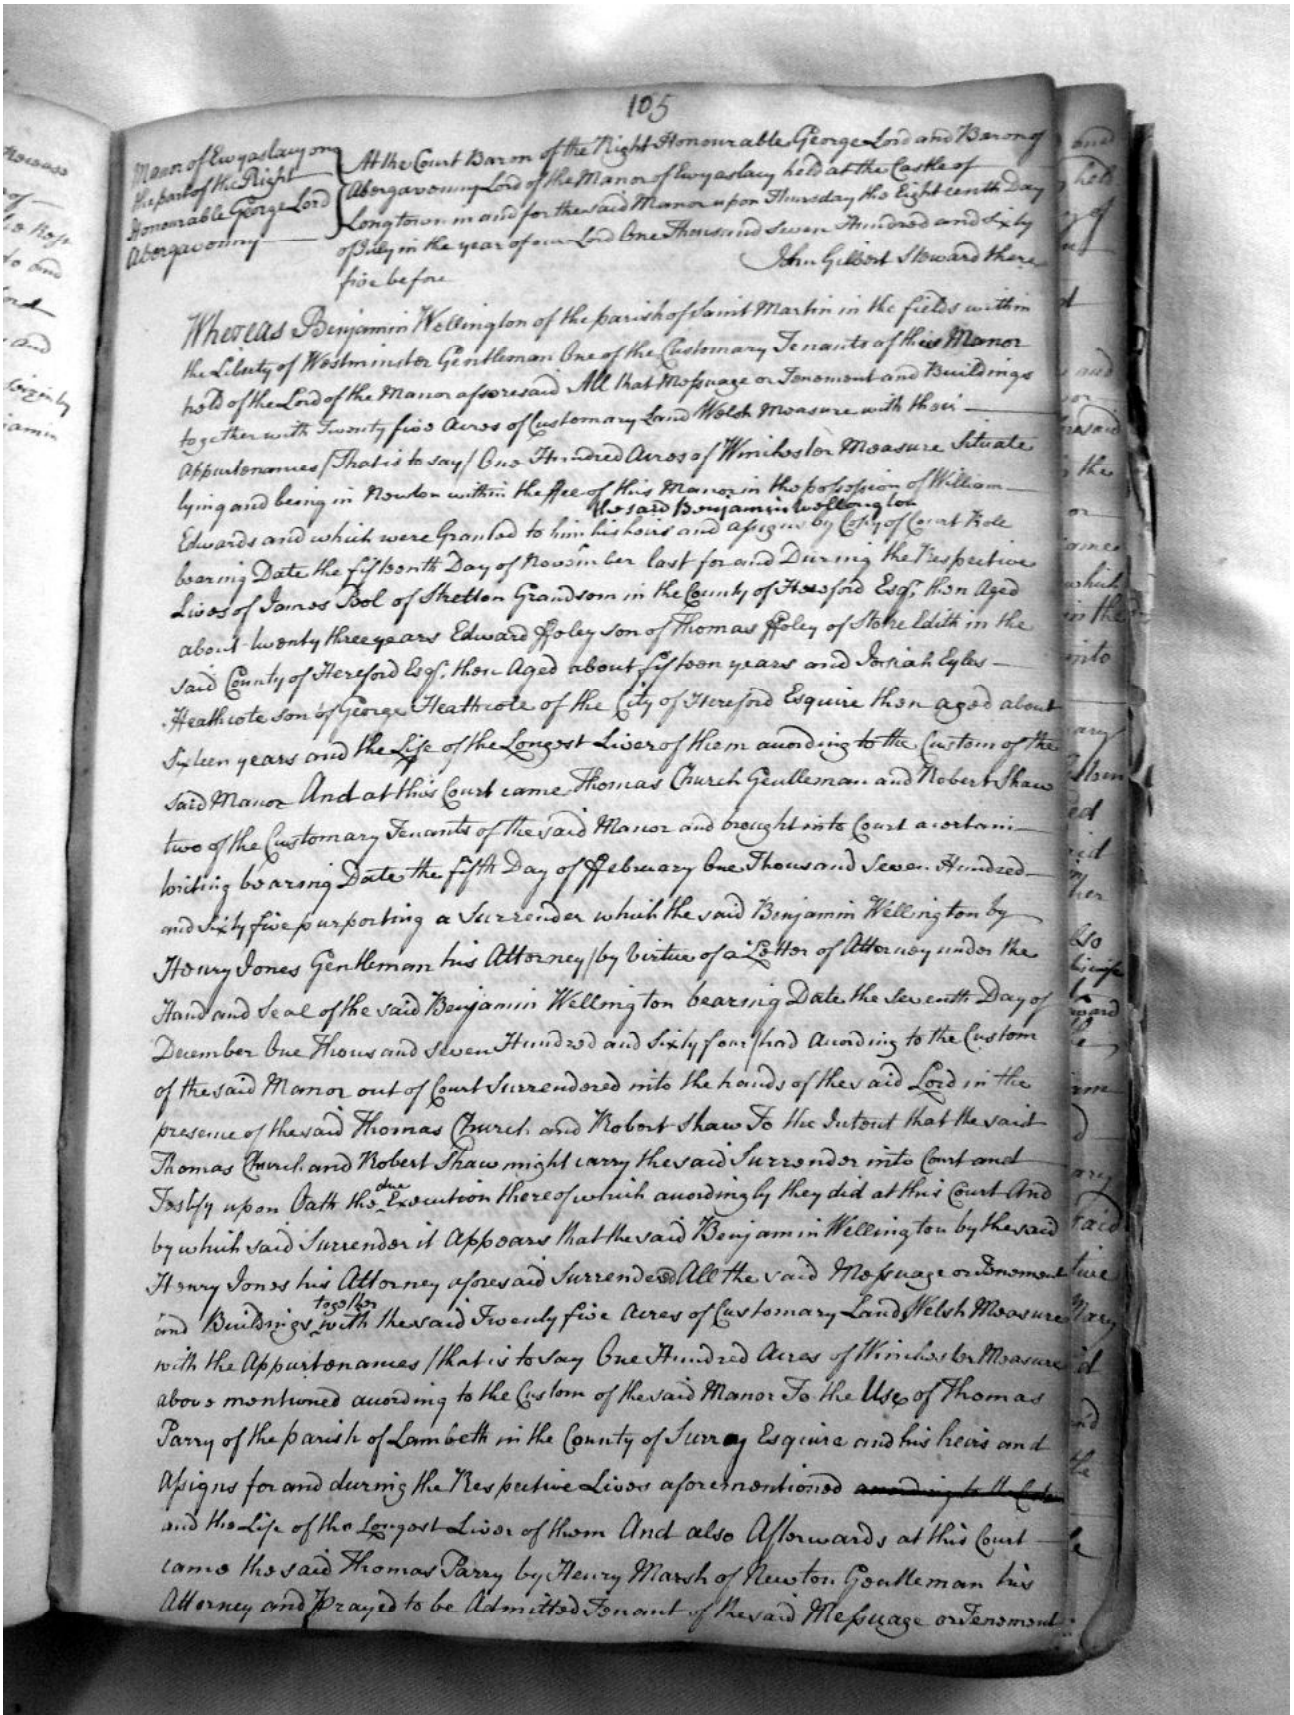 105
Manor of Ewyaslacy on
the part of the Right
Honourable George Lord
Abergavenny
At the Court Baron of the Right Honourable George Lord and Baron of
Abergavenny Lord of the Manor of Ewyaslacy held at the Castle of
Longtown in and for the said Manor upon Thursday the Eighteenth Day
of July in the year of our Lord One Thousand Seven Hundred and Sixty
five before John Gilbert Steward there
Whereas Benjamin Wellington of the parish of Saint Martin in the fields within
the Liberty of Westminster Gentleman One of the Customary Tenants of this Manor
held of the Lord of the Manor aforesaid All that Messuage or Tenement and Buildings
together with Twenty five Acres of Customary Land Welsh Measure with their
Appurtenances / That is to say / One Hundred Acres of Winchester Measure Situate
lying and being in Newton within the ffee of this Manor in the possession of William
the said Benjamin Wellington
Edwards and which were Granted to him his heirs and assigns by Copy of Court Role
bearing Date the fifteenth Day of November last for and During the Respective
Lives of James Bol of Stretton Grandsom in the County of Hereford Esqr. then Aged
about twenty three years Edward ffoley son of Thomas ffoley of Stoke Edith in the
said County of Hereford Esqr. then Aged about fifteen years and Josiah Eyles
Heathcote son of George Heathcote of the City of Hereford Esquire then aged about
Sixteen years and the Life of the Longest Liver of them according to the Custom of the
said Manor And at this Court came Thomas Church Gentleman and Robert Shaw
two of the Customary Tenants of the said Manor and brought into Court a certain
writing bearing Date the fifth Day of ffebruary One Thousand Seven Hundred
and Sixty five purporting a Surrender which the said Benjamin Wellington by
Henry Jones Gentleman his Attorney / by virtue of a Letter of Attorney under the
Hand and Seal of the said Benjamin Wellington bearing Date the Seventh Day of
December One Thousand seven Hundred and Sixty four / had according to the Custom
of the said Manor out of Court Surrendered into the hands of the said Lord in the
presence of the said Thomas Church and Robert Shaw To the Intent that the said
Thomas Church and Robert Shaw might carry the said Surrender into Court and
due
Testify upon Oath the Execution thereof which accordingly they did at this Court And
by which said Surrender it Appears that the said Benjamin Wellington by the said
Henry Jones his Attorney aforesaid Surrendered All the said Messuage or Tenement
together
and Buildings with the said Twenty five Acres of Customary Land Welsh Measure
with the Appurtenances / that is to say One Hundred Acres of Winchester Measure
above mentioned according to the Custom of the said Manor To the Use of Thomas
Parry of the parish of Lambeth in the County of Surrey Esquire and his heirs and
Assigns for and during the Respective Lives aforementioned according to the
and the Life of the Longest Liver of them And also Afterwards at this Court
came the said Thomas Parry by Henry Marsh of Newton Gentleman his
Attorney and Prayed to be Admitted Tenant of the said Messuage or Tenement